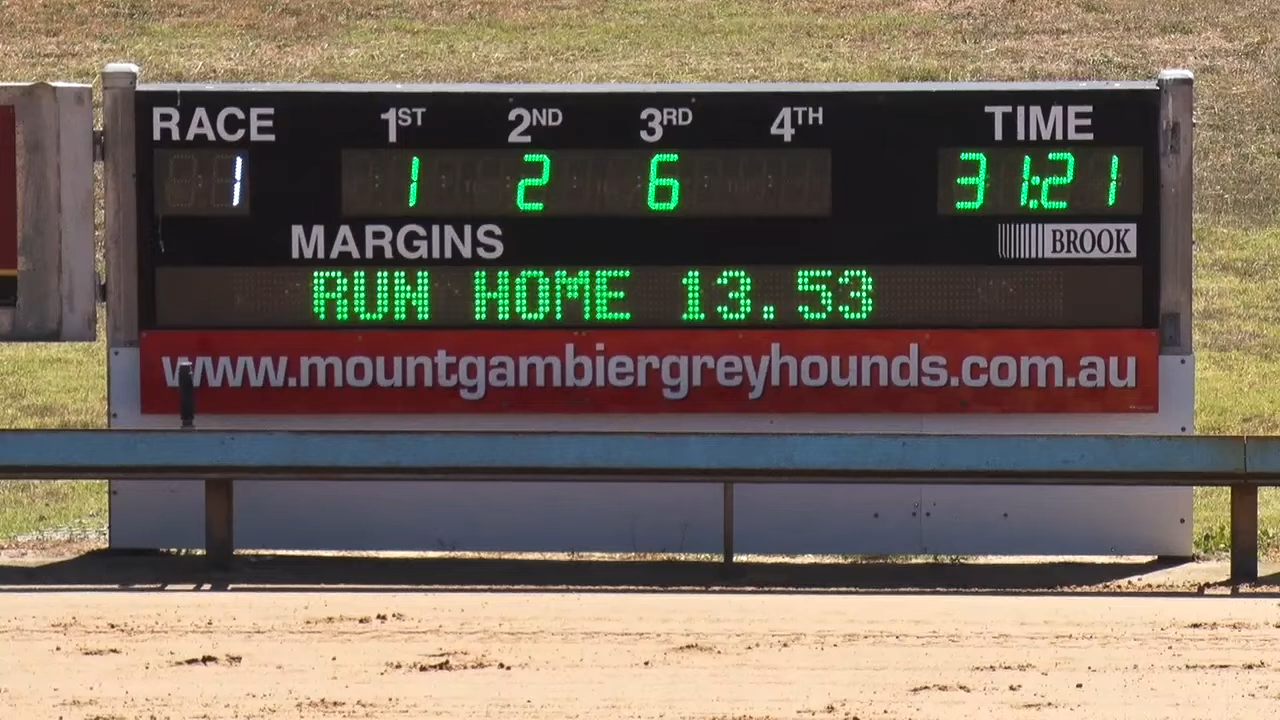 RACE 1ST 2ND 3RD 4TH TIME
1 1 2 6 31:21
MARGINS BROOK
RUN HOME 13.53
www.mountgambiergreyhounds.com.au